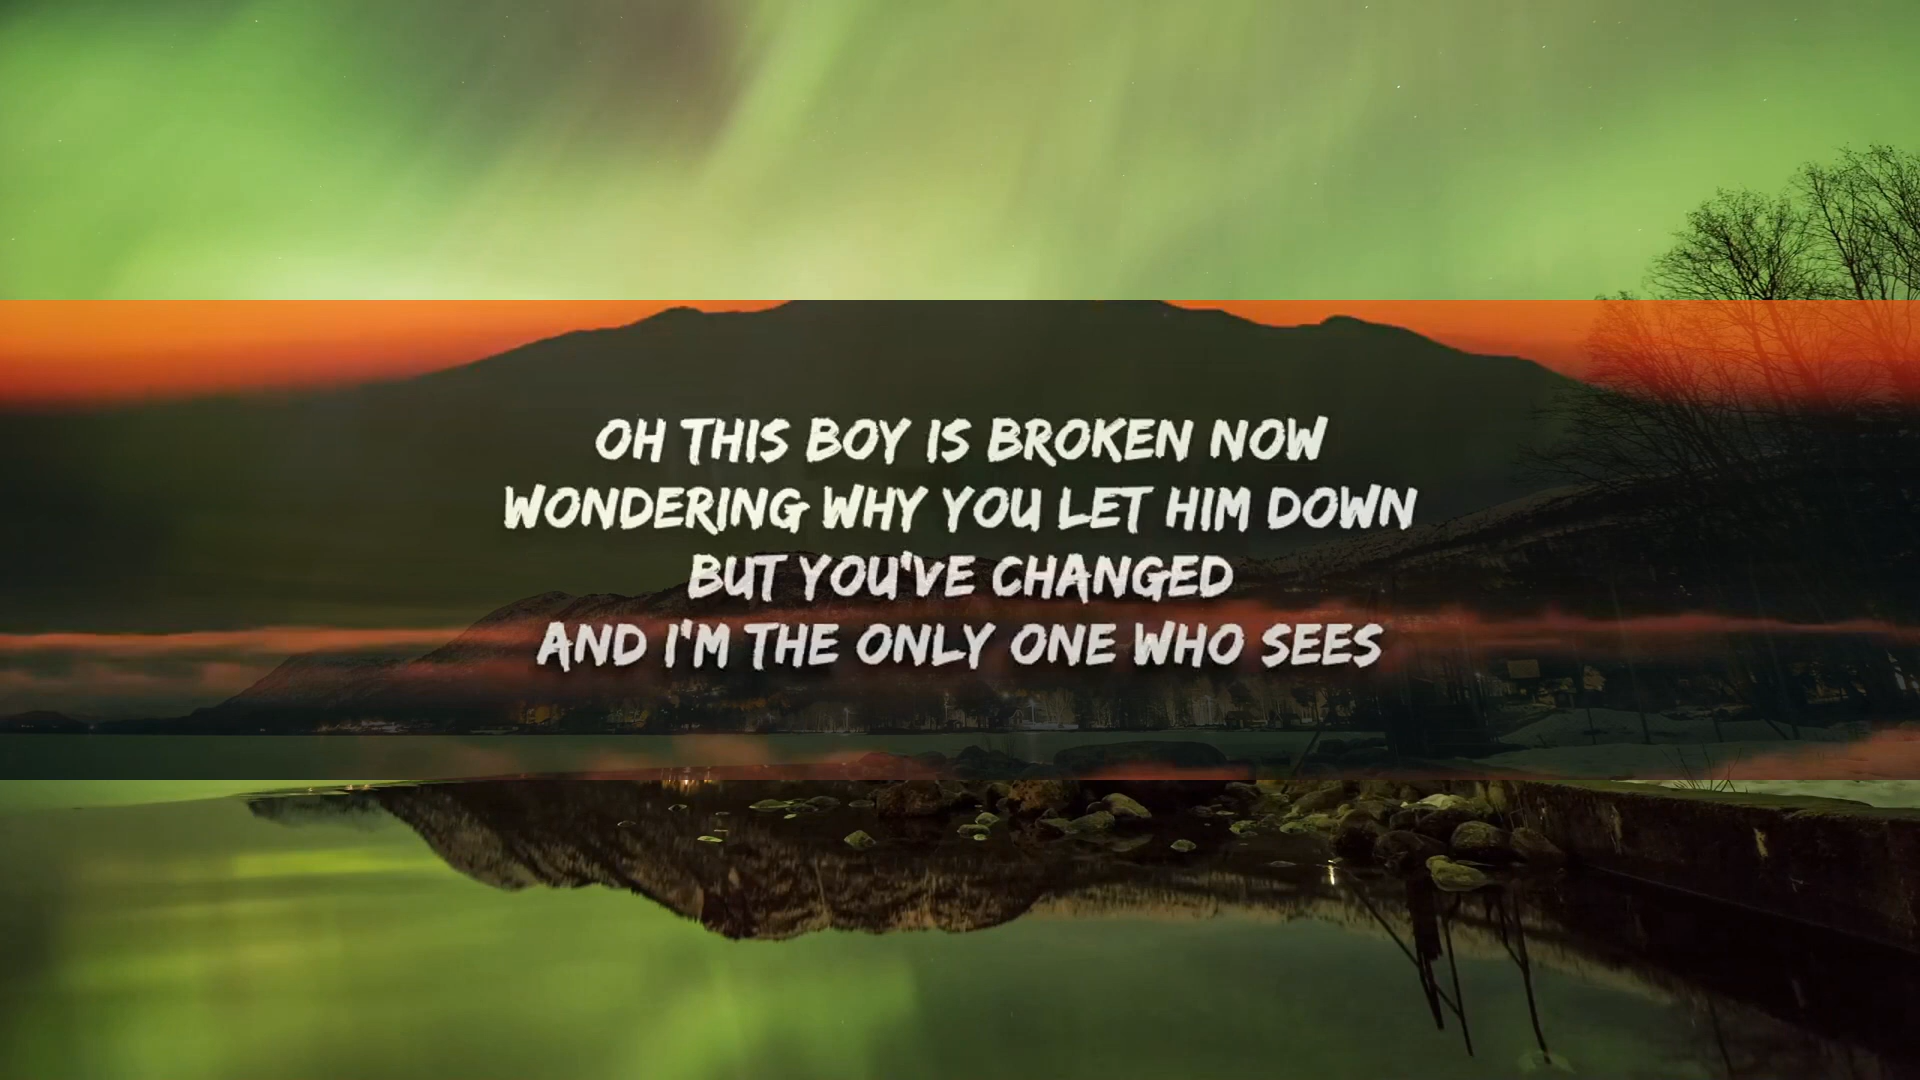 OH THIS BOY IS BROKEN NOW
WONDERING WHY YOU LET HIM DOWN
BUT YOU'VE CHANGED
AND I'M THE ONLY ONE WHO SEES